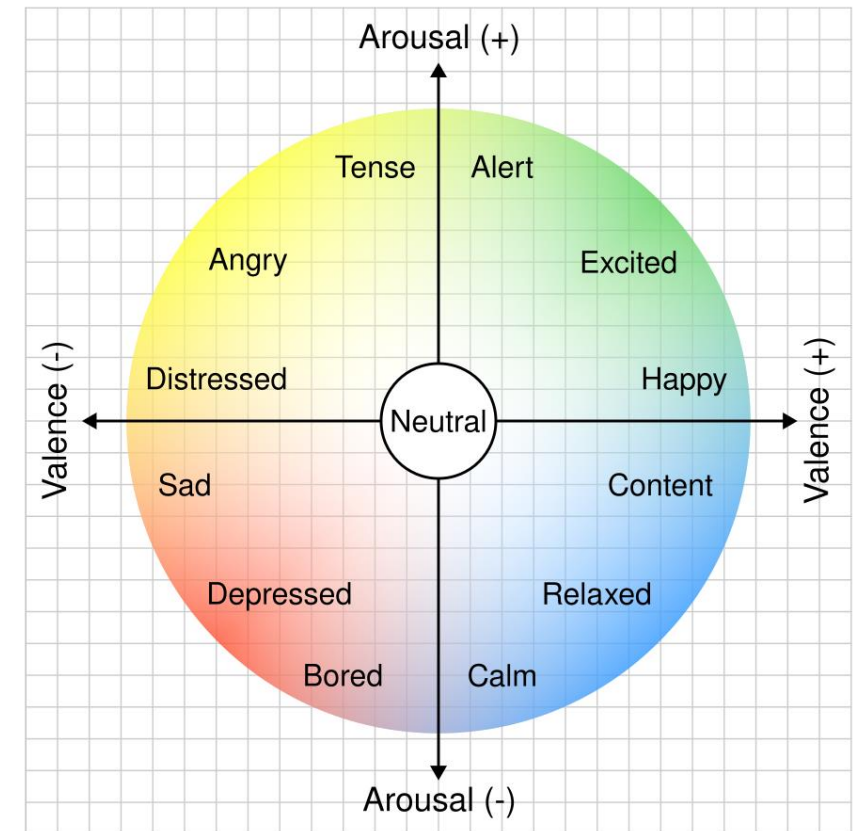 Arousal (+)
Tense
Alert
Angry
Excited
Valence (-)
Distressed
Happy
Valence (+)
Neutral
Sad
Content
Depressed
Relaxed
Bored
Calm
Arousal (-)